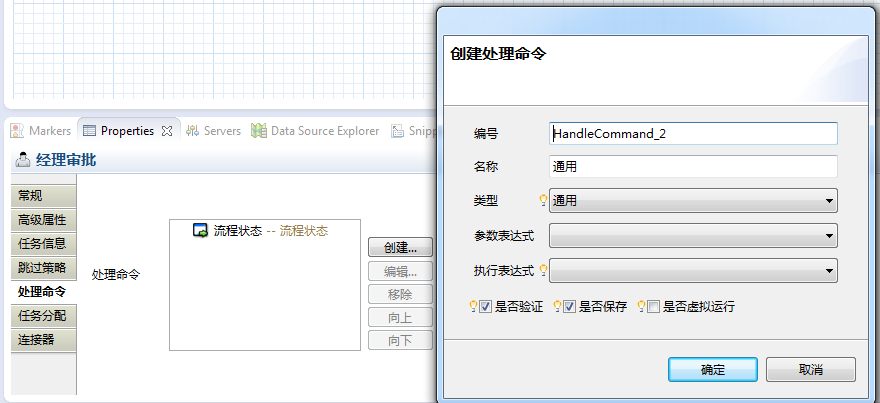 Markers Properties Servers Data Source Explorer Snipp
经理审批
常规
高级属性
任务信息
跳过策略
处理命令
任务分配
连接器
处理命令
流程状态 -- 流程状态
创建...
编辑...
移除
向上
向下
创建处理命令
编号 HandleCommand_2
名称 通用
类型 通用
参数表达式
执行表达式
是否验证 是否保存 是否虚拟运行
确定 取消